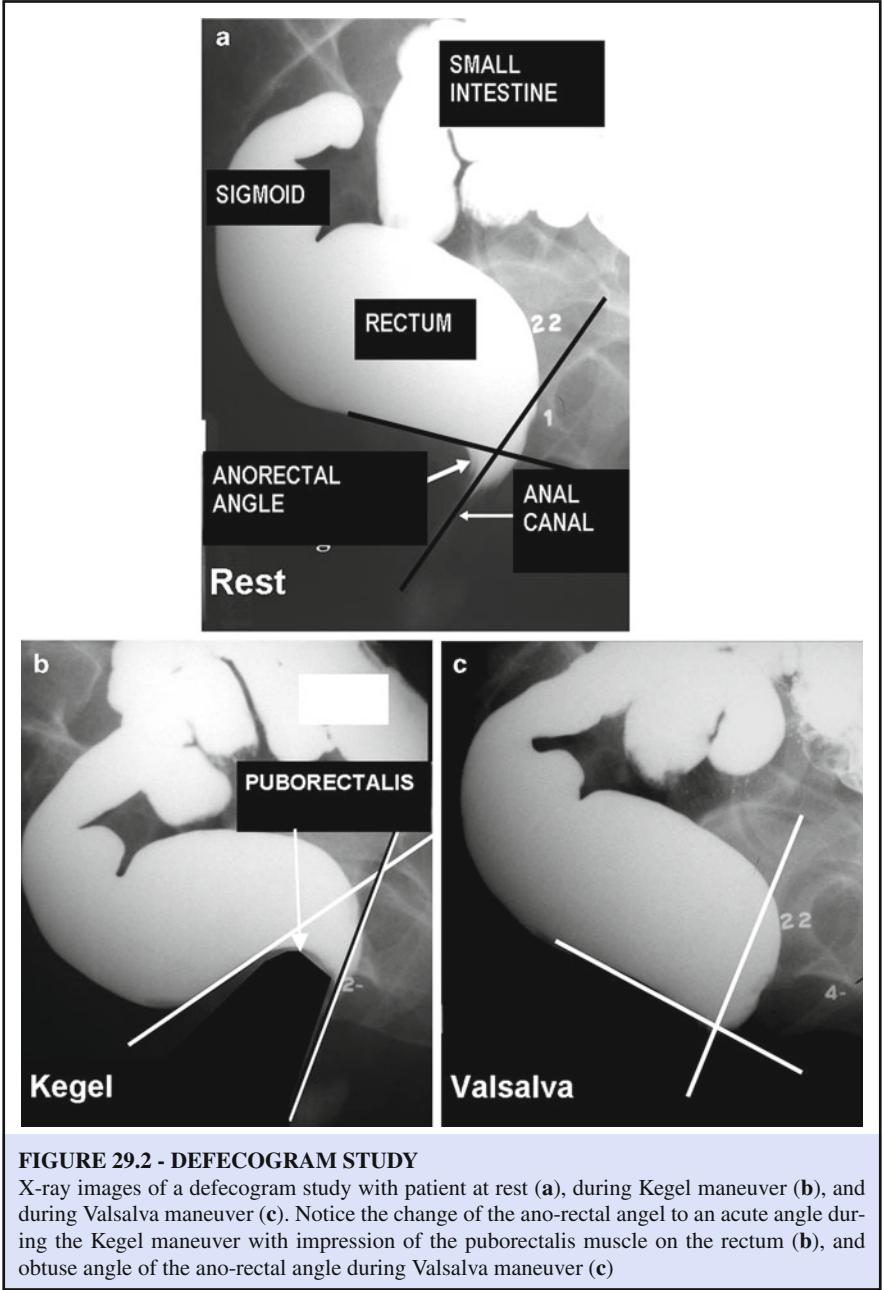 a
SMALL
INTESTINE
SIGMOID
RECTUM
22
1
ANORECTAL
ANGLE
ANAL
CANAL
g
Rest
b
PUBORECTALIS
2-
Kegel
c
22
4-
Valsalva
FIGURE 29.2 - DEFECOGRAM STUDY
X-ray images of a defecogram study with patient at rest (a), during Kegel maneuver (b), and
during Valsalva maneuver (c). Notice the change of the ano-rectal angel to an acute angle dur-
ing the Kegel maneuver with impression of the puborectalis muscle on the rectum (b), and
obtuse angle of the ano-rectal angle during Valsalva maneuver (c)